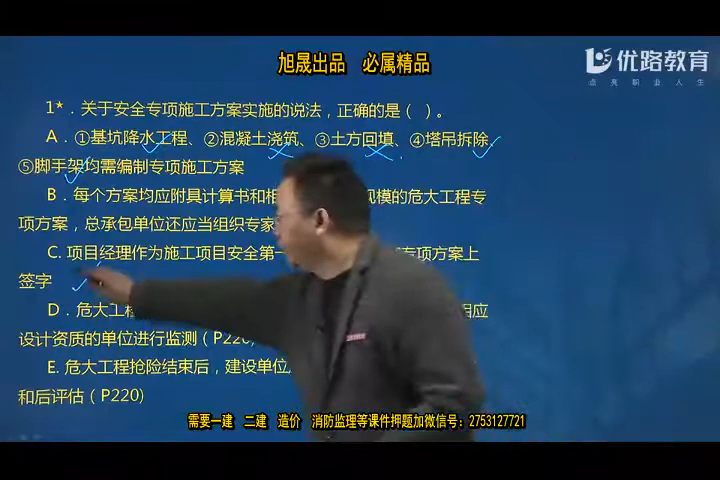 旭晟出品 必属精品
优路教育
点亮职业人生
1*．关于安全专项施工方案实施的说法，正确的是（ ）。
A．①基坑降水工程、②混凝土浇筑、③土方回填、④塔吊拆除、
⑤脚手架均需编制专项施工方案
B．每个方案均应附具计算书和相 规模的危大工程专
项方案，总承包单位还应当组织专家
C. 项目经理作为施工项目安全第一 专项方案上
签字
D．危大工程 相应
设计资质的单位进行监测（P220）
E. 危大工程抢险结束后，建设单位
和后评估（P220）
需要一建 二建 造价 消防监理等课件押题加微信号：2753127721